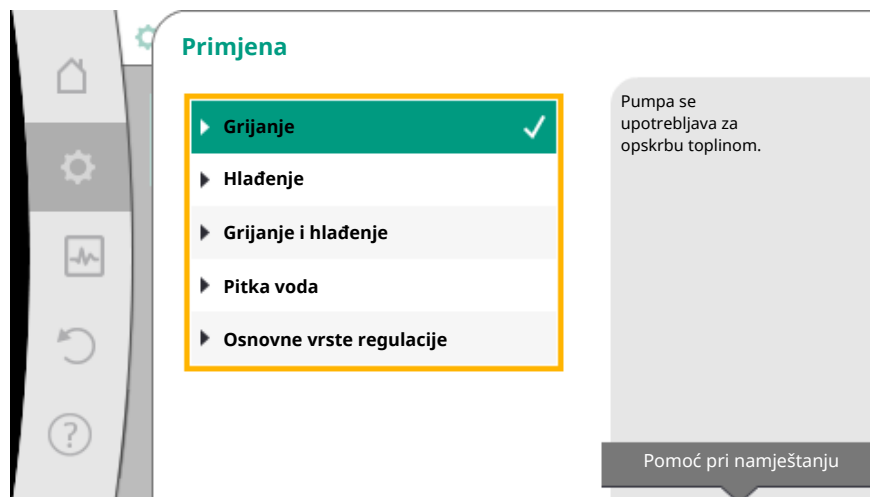 Primjena
Grijanje
Hlađenje
Grijanje i hlađenje
Pitka voda
Osnovne vrste regulacije
Pumpa se
upotrebljava za
opskrbu toplinom.
Pomoć pri namještanju
?